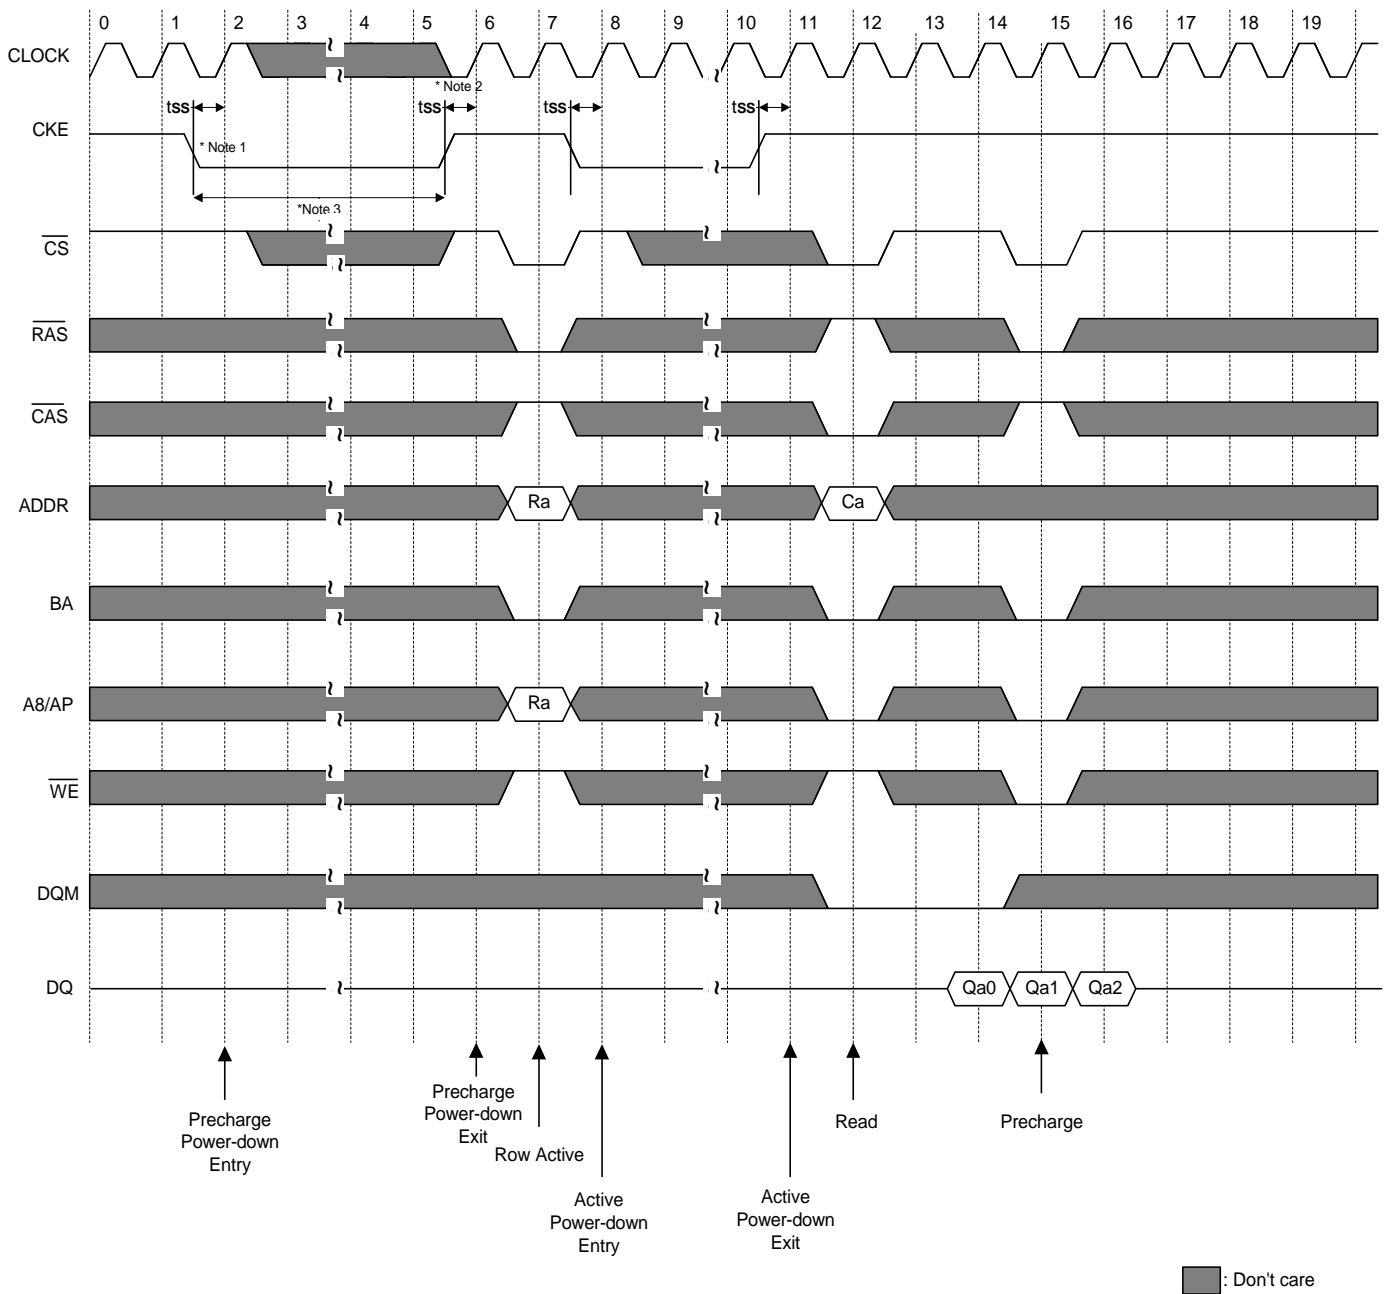 0 1 2 3 4 5 6 7 8 9 10 11 12 13 14 15 16 17 18 19
CLOCK
* Note 2
tss tss tss tss
CKE
* Note 1
*Note 3
CS
RAS
CAS
ADDR Ra Ca
BA
A8/AP Ra
WE
DQM
DQ Qa0 Qa1 Qa2
Precharge
Power-down
Entry
Precharge
Power-down
Exit
Row Active
Active
Power-down
Entry
Active
Power-down
Exit
Read
Precharge
: Don't care